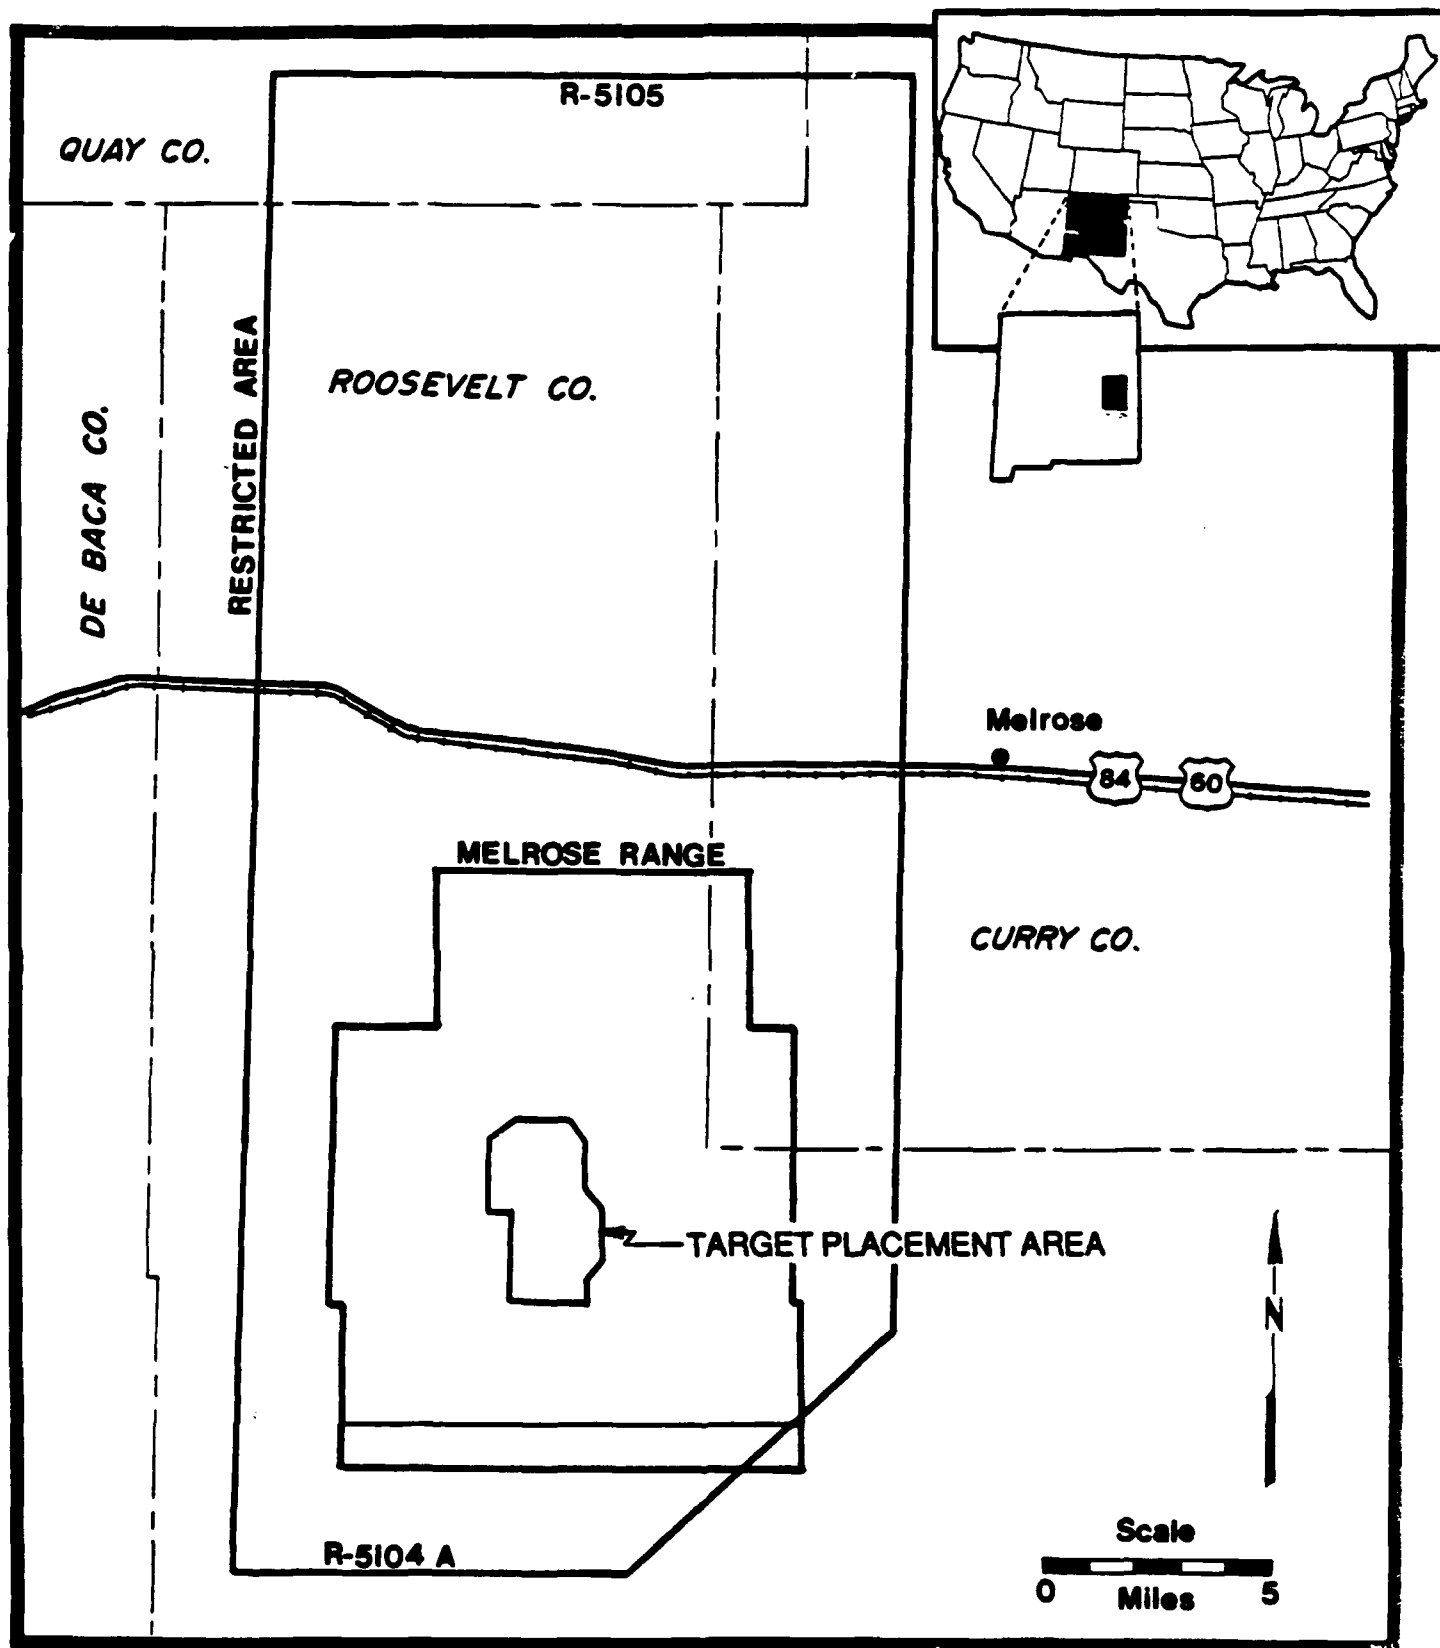 R-5105
QUAY CO.
RESTRICTED AREA
ROOSEVELT CO.
DE BACA CO.
Melrose
84
60
MELROSE RANGE
CURRY CO.
TARGET PLACEMENT AREA
N
R-5104 A
Scale
0
5
Miles